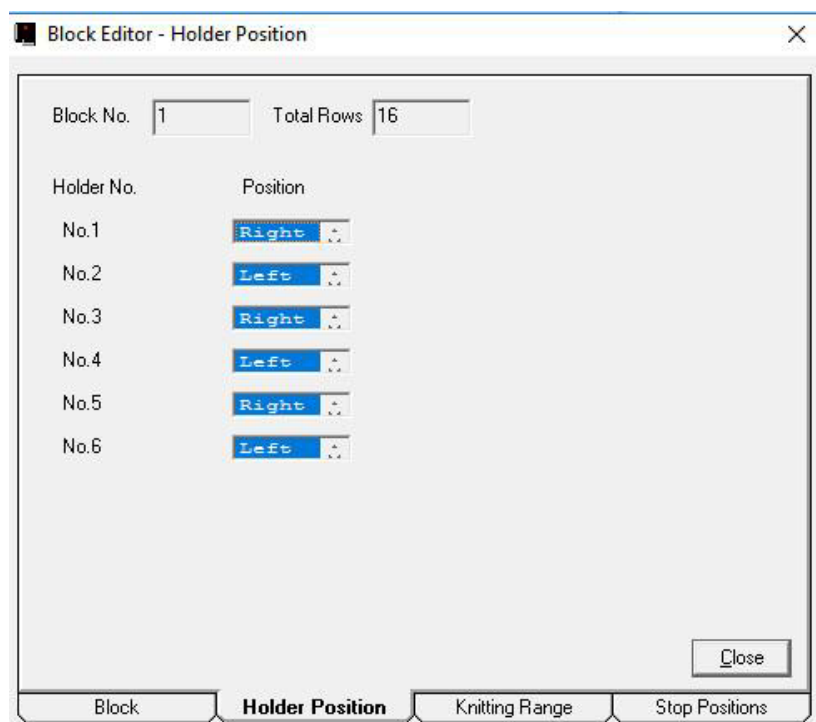 Block Editor - Holder Position
Block No. 1 Total Rows 16
Holder No. Position
No.1 Right
No.2 Left
No.3 Right
No.4 Left
No.5 Right
No.6 Left
Close
Block Holder Position Knitting Range Stop Positions